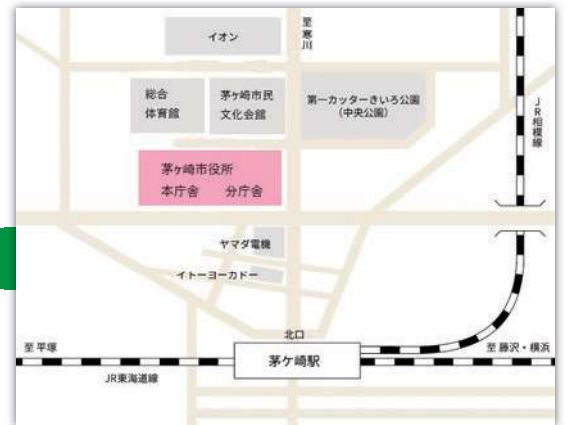 イオン
至寒川
総合
体育館
茅ヶ崎市民
文化会館
第一カッターきいろ公園
(中央公園)
JR相模線
茅ヶ崎市役所
本庁舎 分庁舎
ヤマダ電機
イトーヨーカドー
北口
至 平塚
茅ケ崎駅
至 藤沢・横浜
JR東海道線